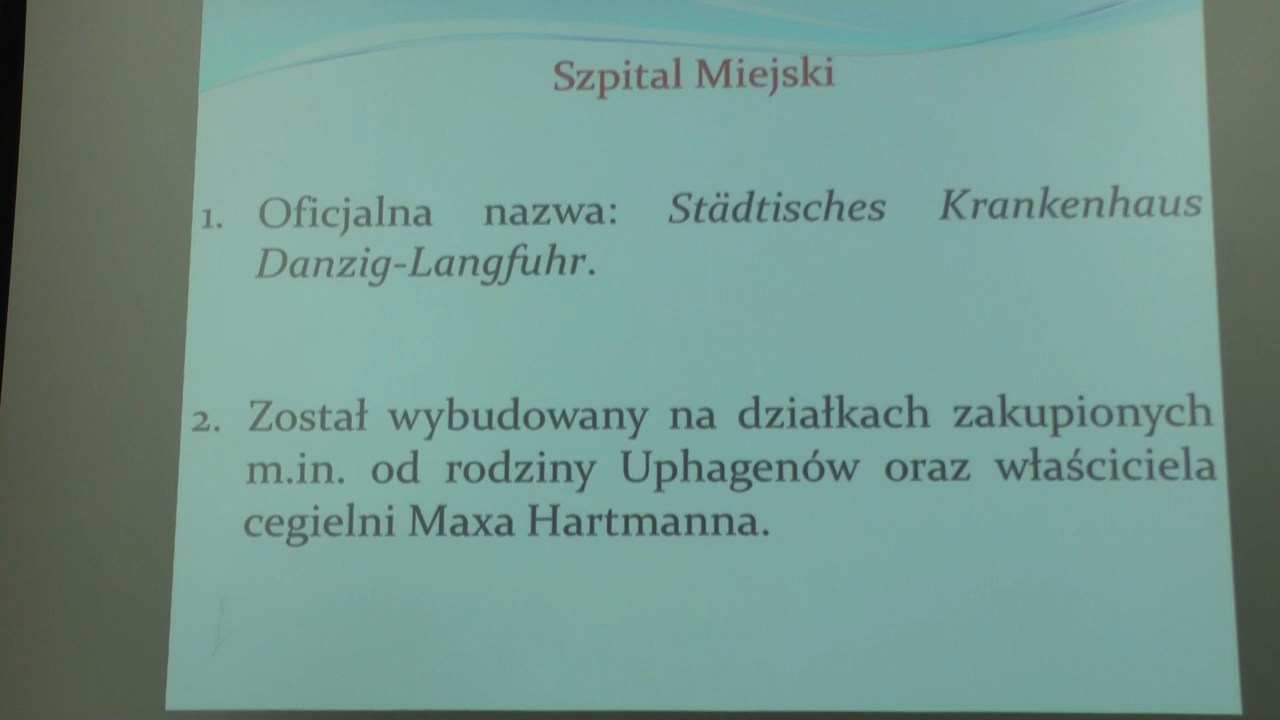 Szpital Miejski
1. Oficjalna nazwa: Städtisches Krankenhaus
Danzig-Langfuhr.
2. Został wybudowany na działkach zakupionych
m.in. od rodziny Uphagenów oraz właściciela
cegielni Maxa Hartmanna.